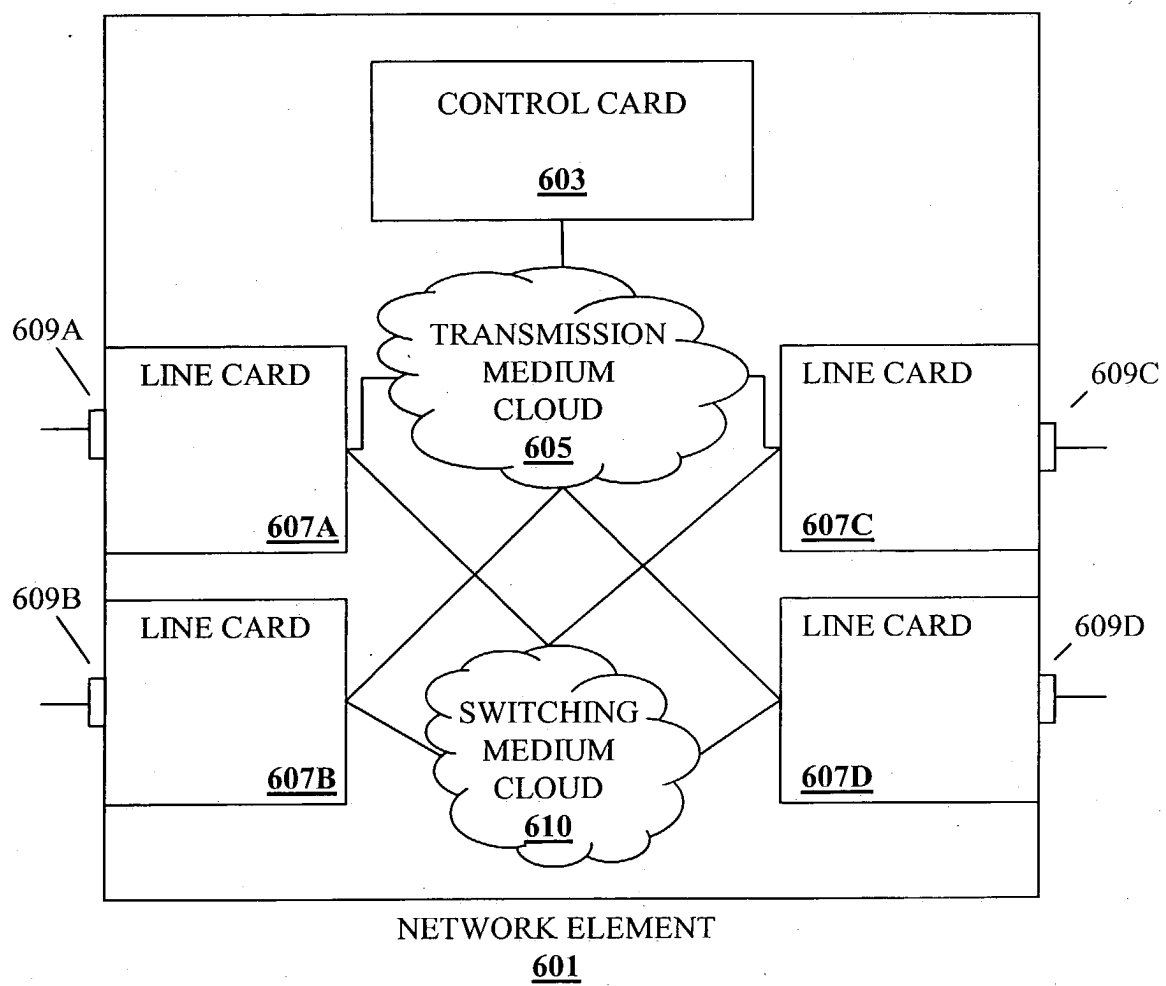 CONTROL CARD
603
TRANSMISSION
MEDIUM
CLOUD
605
609A
LINE CARD
607A
LINE CARD
607C
609C
609B
LINE CARD
607B
SWITCHING
MEDIUM
CLOUD
610
LINE CARD
607D
609D
NETWORK ELEMENT
601